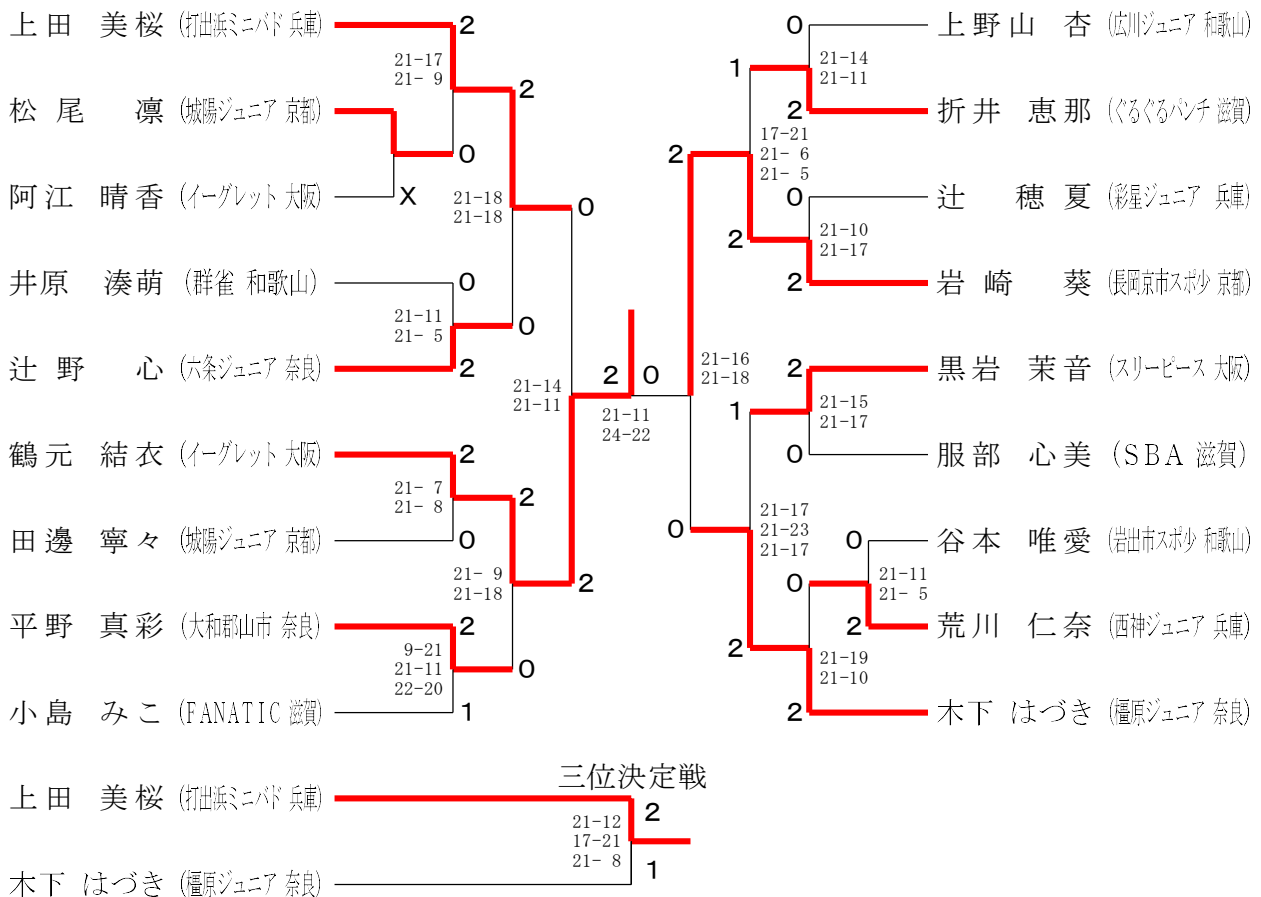 上田 美桜 (打出浜ミニバド 兵庫) 2
21-17
21- 9
2
松尾 凛 (城陽ジュニア 京都)
0
阿江 晴香 (イーグレット 大阪) X
21-18
21-18
0
井原 湊萌 (群雀 和歌山) 0
21-11
21- 5
0
辻野 心 (六条ジュニア 奈良) 2
21-14
21-11
鶴元 結衣 (イーグレット 大阪) 2
21- 7
21- 8
2
田邊 寧々 (城陽ジュニア 京都) 0
21- 9
21-18
2
平野 真彩 (大和郡山市 奈良) 2
9-21
21-11
22-20
0
小島 みこ (FANATIC 滋賀) 1
2 0
21-11
24-22
0 上野山 杏 (広川ジュニア 和歌山)
21-14
21-11
1
2 折井 恵那 (ぐるぐるパンチ 滋賀)
17-21
21- 6
21- 5
2
0 辻 穂夏 (彩星ジュニア 兵庫)
21-10
21-17
2
2 岩崎 葵 (長岡京市スポ少 京都)
21-16
21-18
2 黒岩 茉音 (スリーピース 大阪)
21-15
21-17
1
0 服部 心美 (SBA 滋賀)
21-17
21-23
21-17
0
0 谷本 唯愛 (岩出市スポ少 和歌山)
21-11
21- 5
0
2 荒川 仁奈 (西神ジュニア 兵庫)
21-19
21-10
2
2 木下 はづき (橿原ジュニア 奈良)
三位決定戦
上田 美桜 (打出浜ミニバド 兵庫) 2
21-12
17-21
21- 8
木下 はづき (橿原ジュニア 奈良) 1